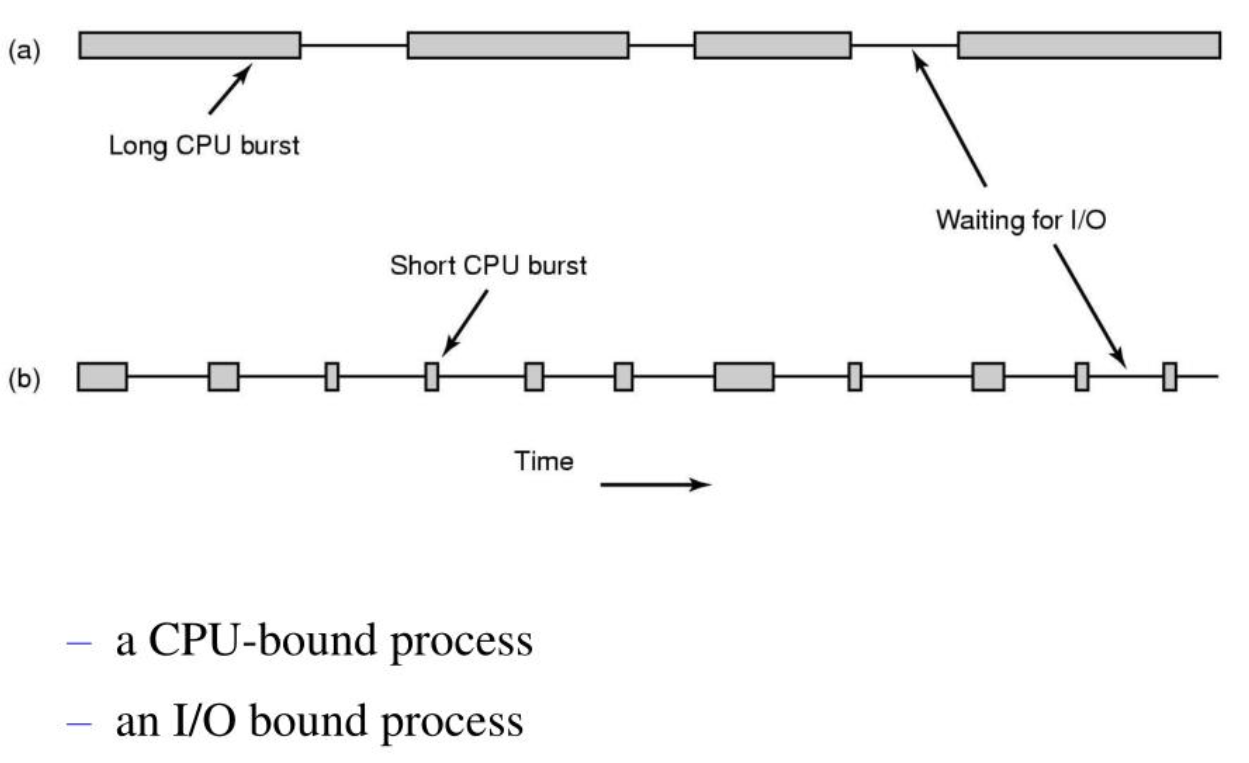 (a)
Long CPU burst
Waiting for I/O
Short CPU burst
(b)
Time
– a CPU-bound process
– an I/O bound process